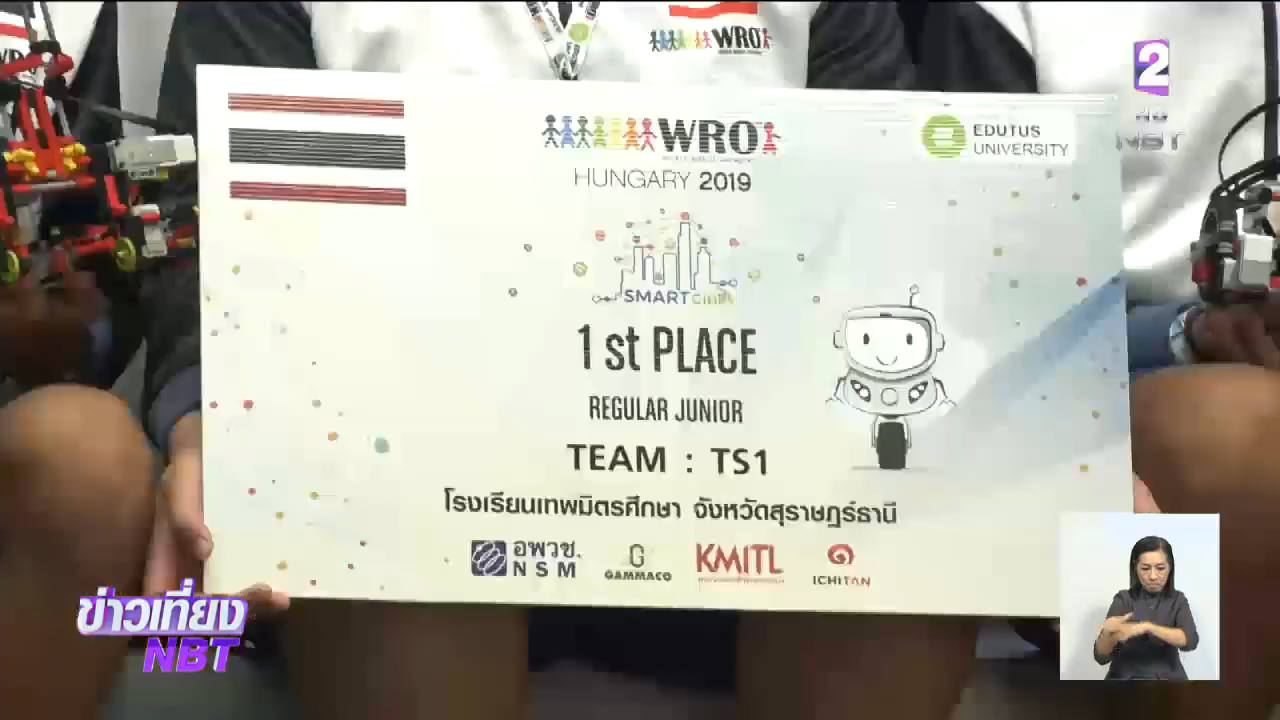 WRO
2
HD
NBT
WRO
HUNGARY 2019
EDUTUS
UNIVERSITY
SMART Cities
1st PLACE
REGULAR JUNIOR
TEAM : TS1
โรงเรียนเทพมิตรศึกษา จังหวัดสุราษฎร์ธานี
อพวช.
NSM
GAMMACO
KMITL
ICHITAN
ข่าวเที่ยง
NBT